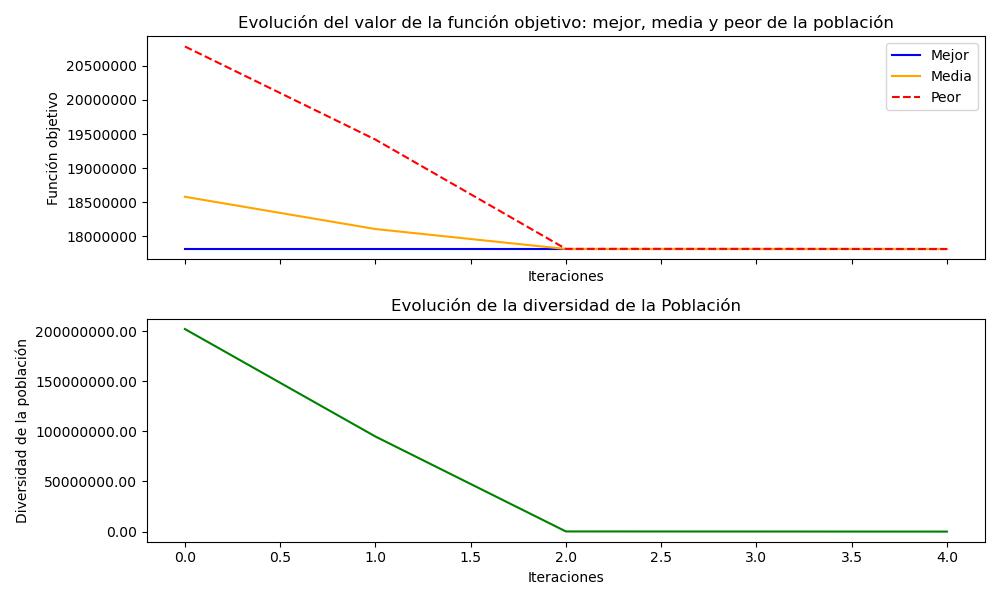 Evolución del valor de la función objetivo: mejor, media y peor de la población
Mejor
Media
Peor
Función objetivo
20500000
20000000
19500000
19000000
18500000
18000000
Iteraciones
Evolución de la diversidad de la Población
Diversidad de la población
200000000.00
150000000.00
100000000.00
50000000.00
0.00
0.0 0.5 1.0 1.5 2.0 2.5 3.0 3.5 4.0
Iteraciones